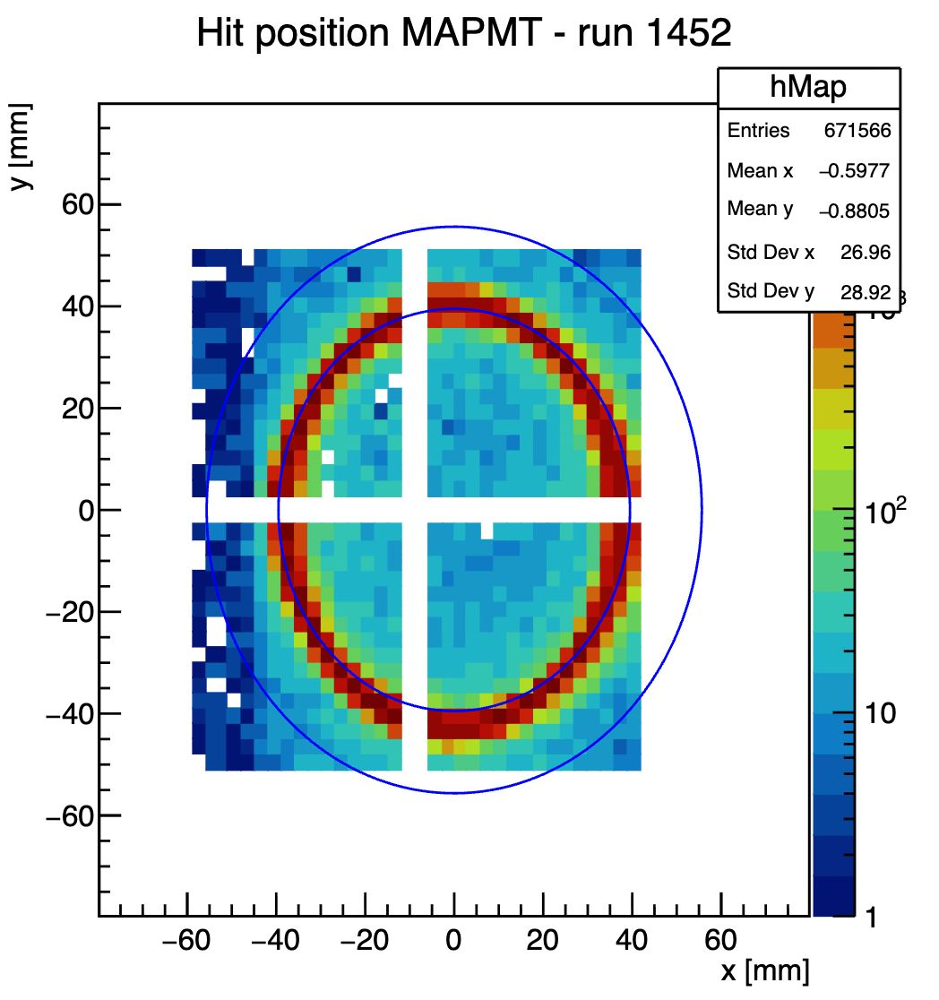 Hit position MAPMT - run 1452
hMap
Entries 671566
Mean x −0.5977
Mean y −0.8805
Std Dev x 26.96
Std Dev y 28.92
y [mm]
60
40
20
0
−20
−40
−60
−60 −40 −20 0 20 40 60
x [mm]
10²
10
1